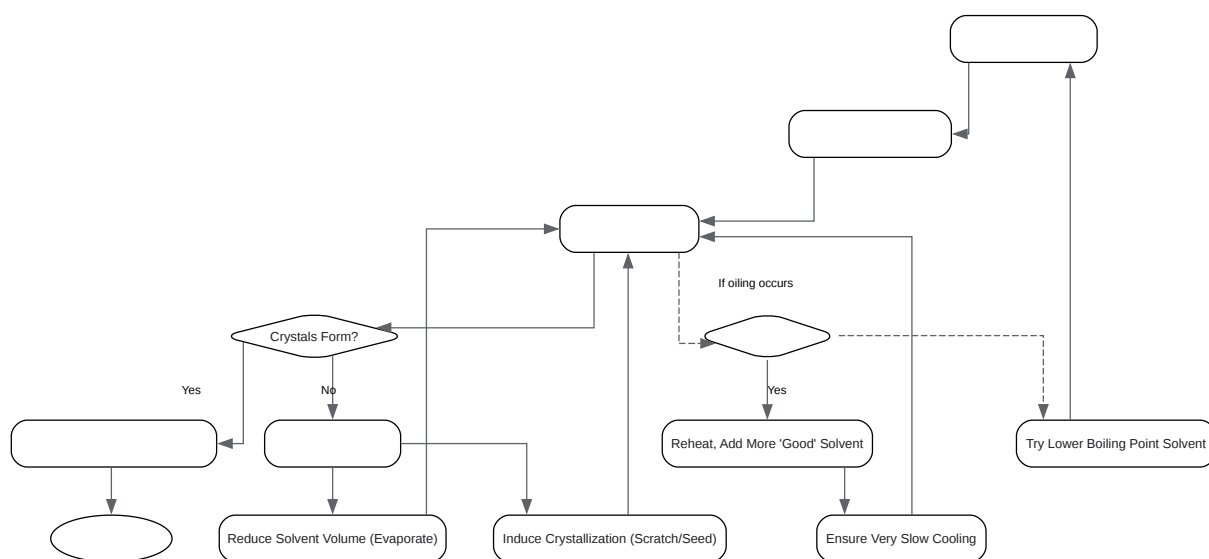 If oiling occurs
Crystals Form?
Yes
No
Yes
Reheat, Add More 'Good' Solvent
Try Lower Boiling Point Solvent
Reduce Solvent Volume (Evaporate)
Induce Crystallization (Scratch/Seed)
Ensure Very Slow Cooling